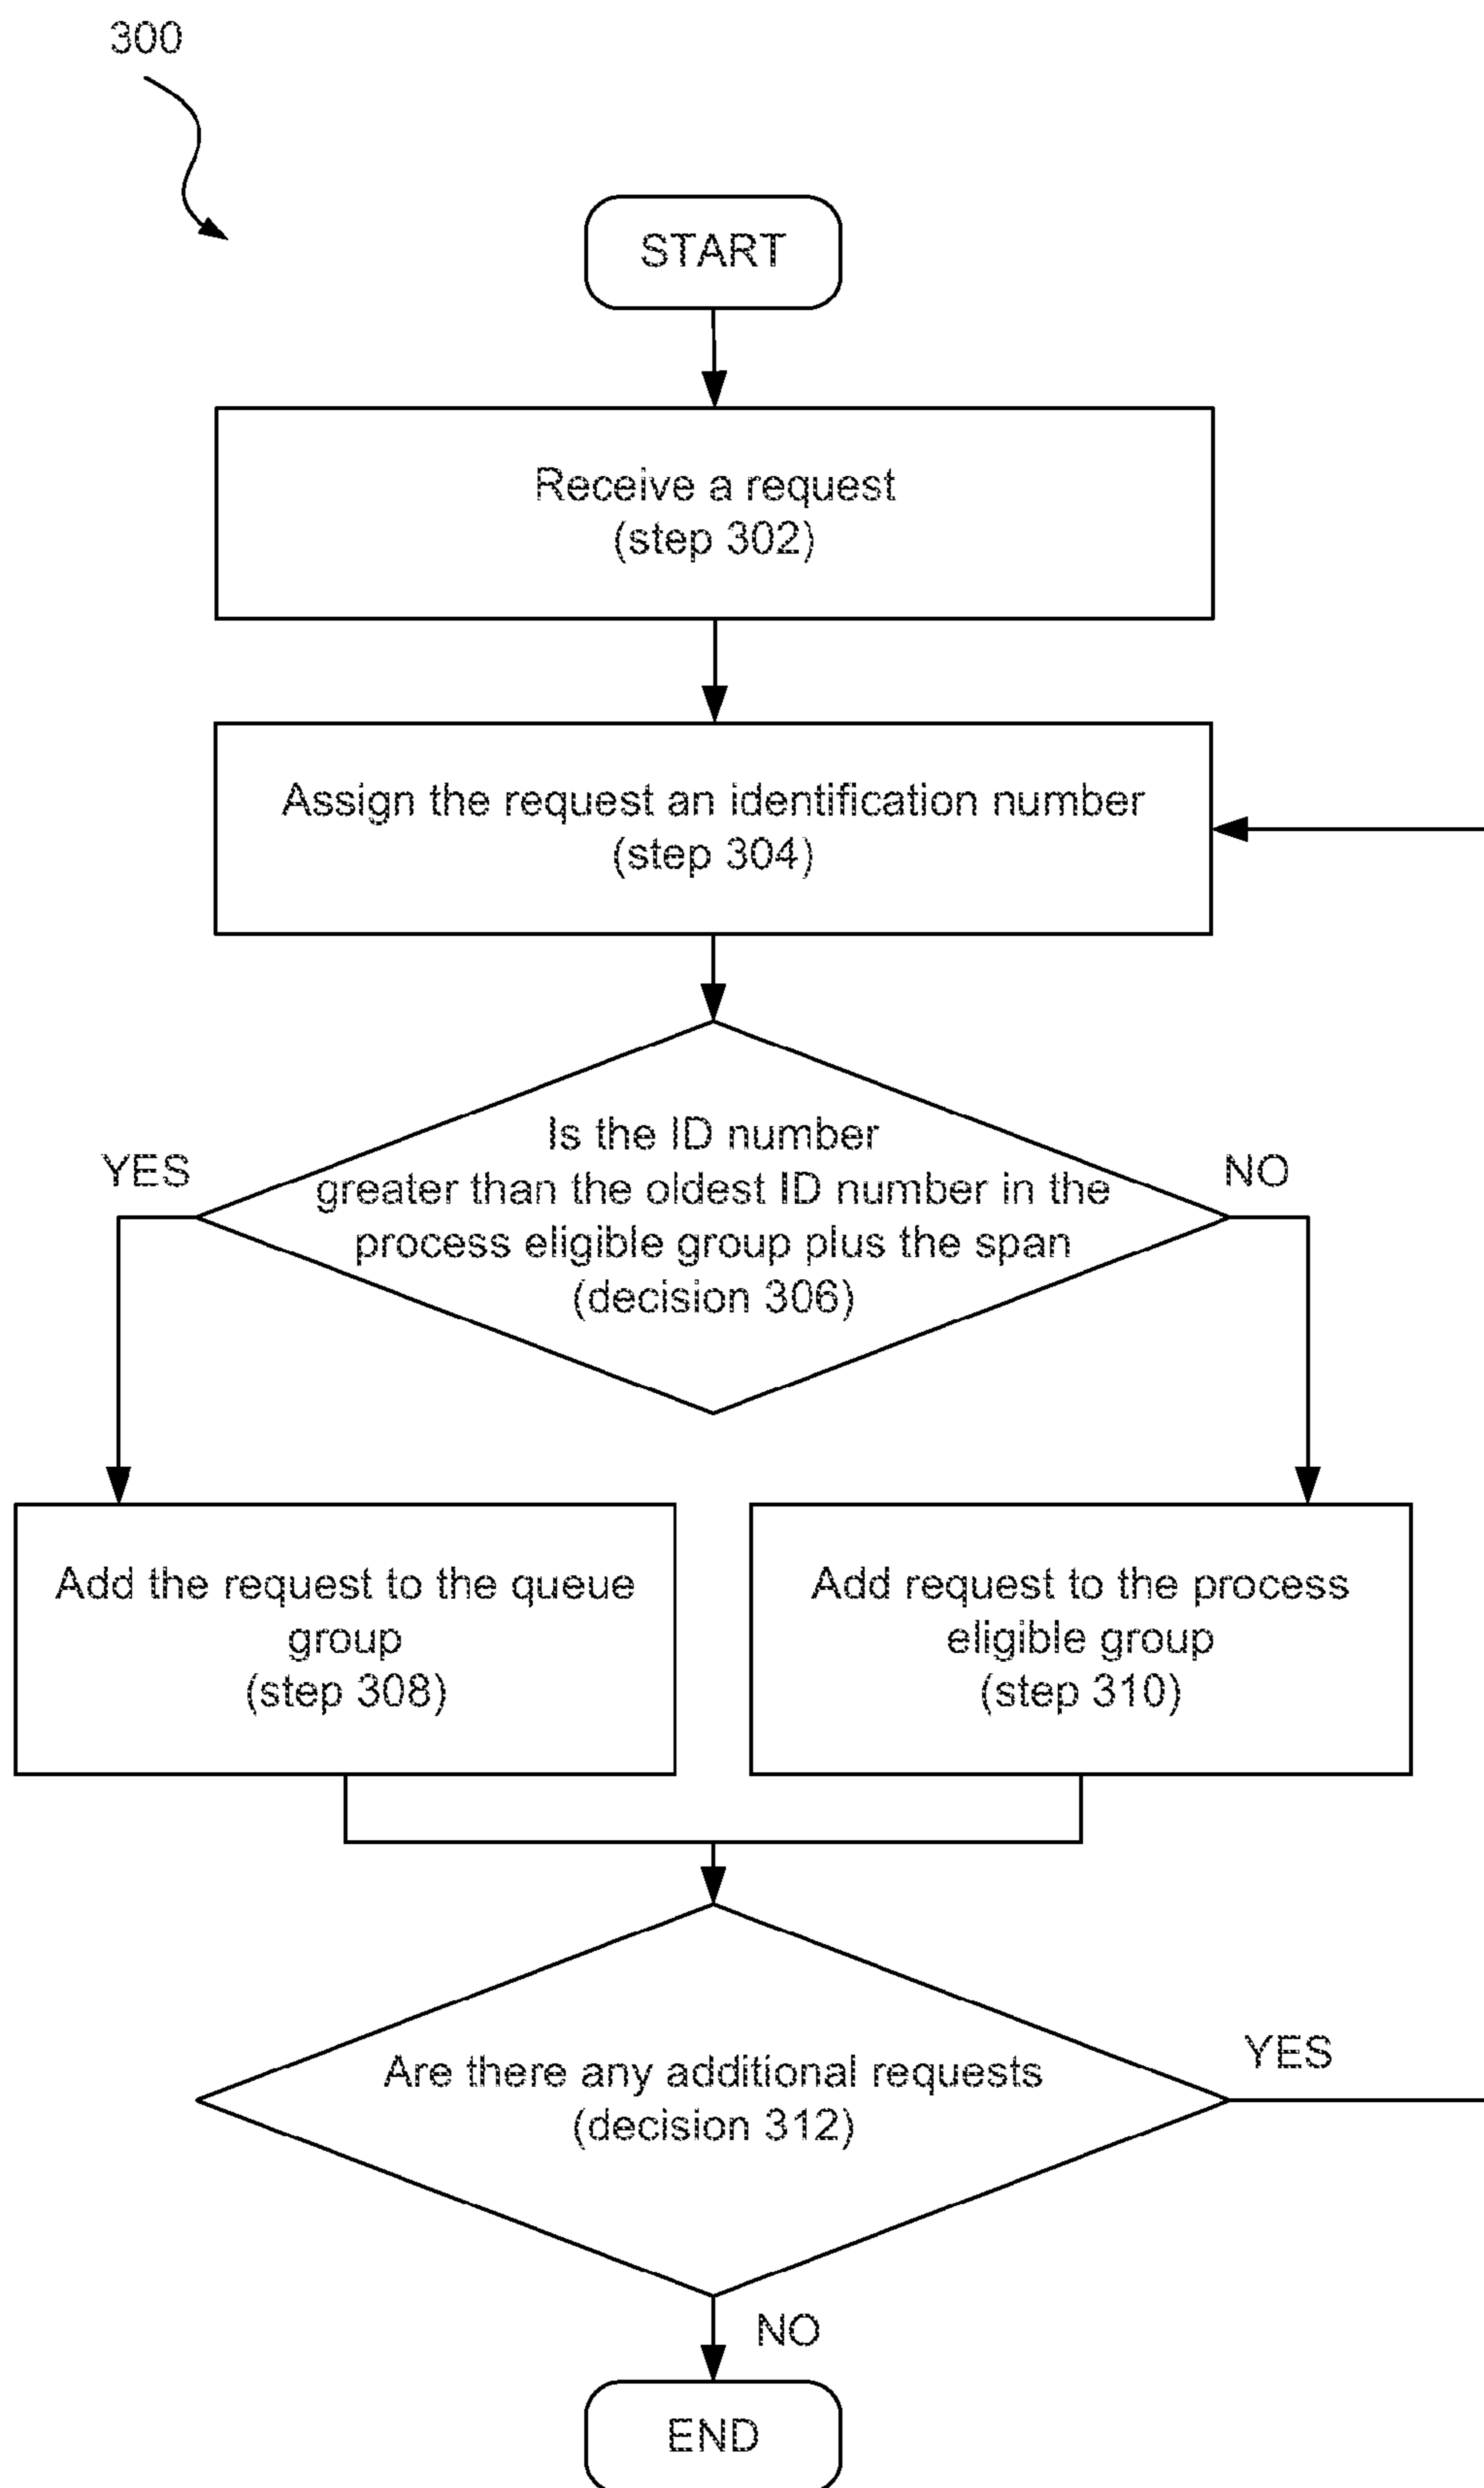 300
START
Receive a request
(step 302)
Assign the request an identification number
(step 304)
Is the ID number
greater than the oldest ID number in the
process eligible group plus the span
(decision 306)
YES
NO
Add the request to the queue
group
(step 308)
Add request to the process
eligible group
(step 310)
Are there any additional requests
(decision 312)
YES
NO
END